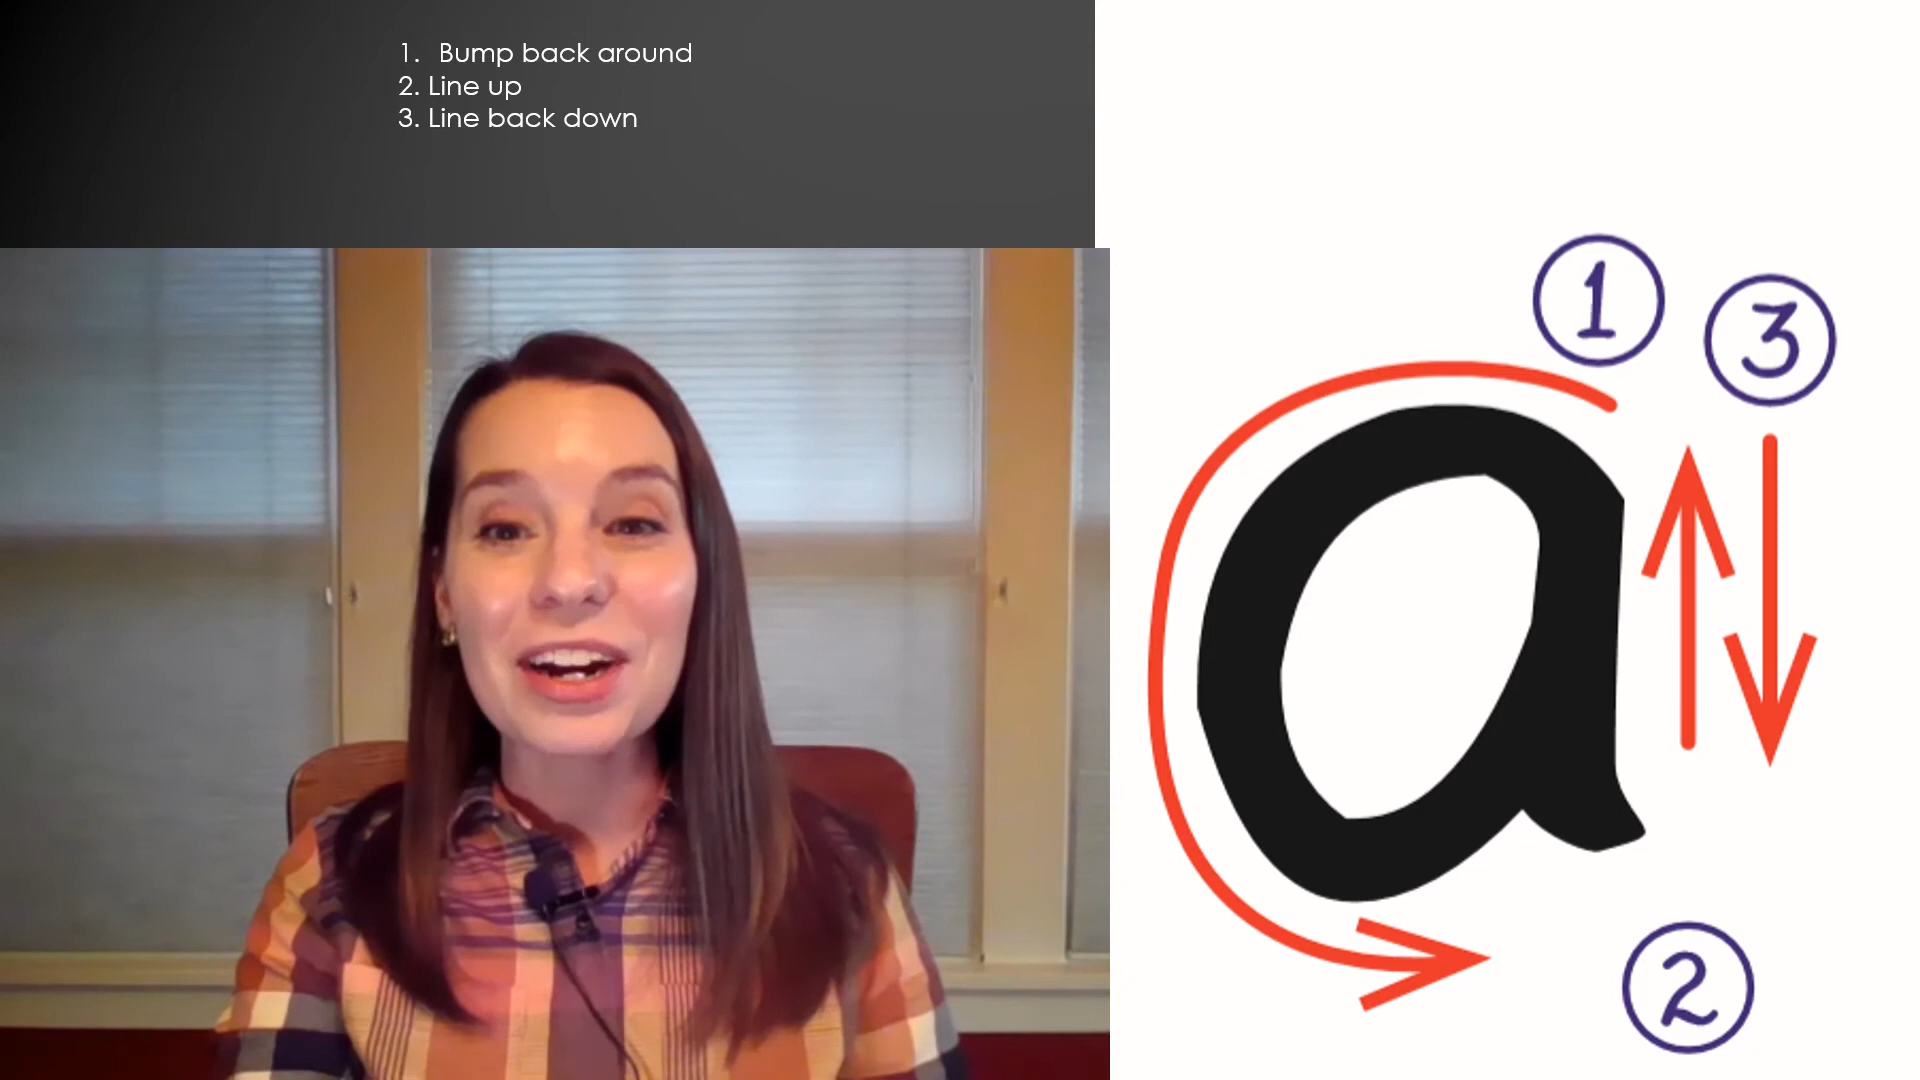 1. Bump back around
2. Line up
3. Line back down
1
3
a
2